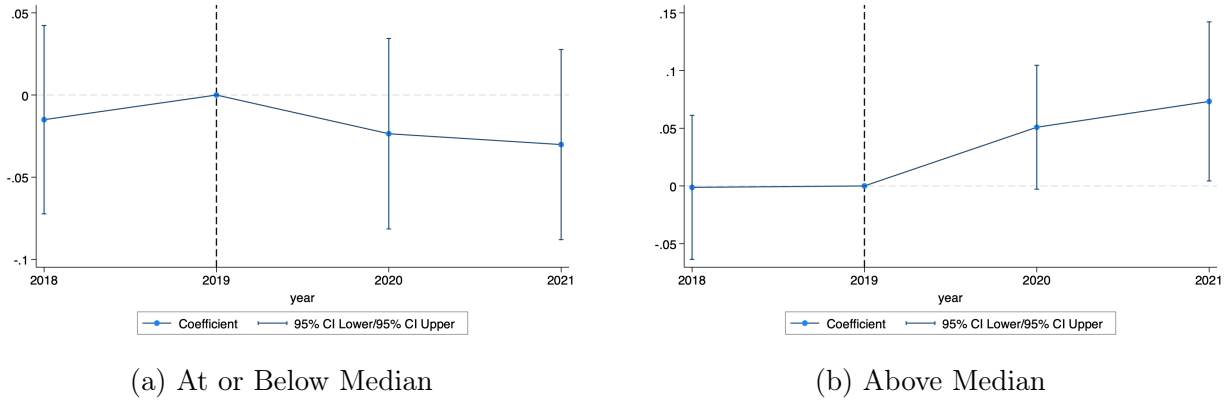 .05
0
-.05
-.1
2018 2019 2020 2021
year
Coefficient 95% CI Lower/95% CI Upper
(a) At or Below Median
.15
.1
.05
0
-.05
2018 2019 2020 2021
year
Coefficient 95% CI Lower/95% CI Upper
(b) Above Median